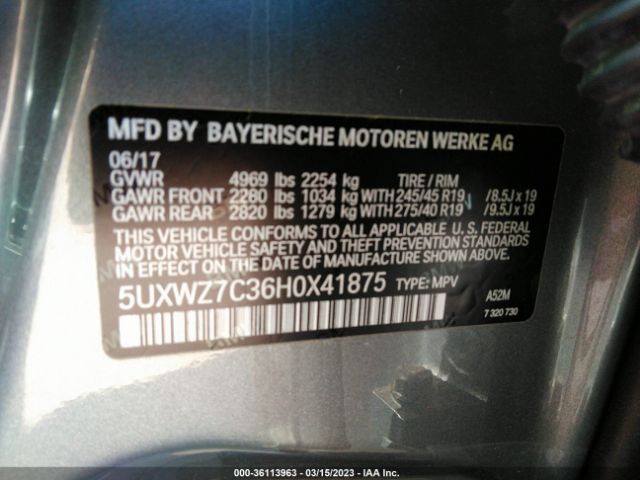 MFD BY BAYERISCHE MOTOREN WERKE AG
06/17
GVWR 4969 lbs 2254 kg TIRE / RIM
GAWR FRONT 2280 lbs 1034 kg WITH 245/45 R19 /8.5J x 19
GAWR REAR 2820 lbs 1279 kg WITH 275/40 R19 /9.5J x 19
THIS VEHICLE CONFORMS TO ALL APPLICABLE U. S. FEDERAL
MOTOR VEHICLE SAFETY AND THEFT PREVENTION STANDARDS
IN EFFECT ON THE DATE OF MANUFACTURE SHOWN ABOVE.
5UXWZ7C36H0X41875 TYPE: MPV A52M
7 320 730
000-36113963 - 03/15/2023 - IAA Inc.